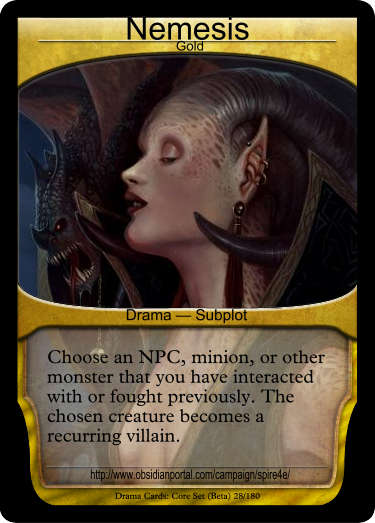 Nemesis
Gold
Drama — Subplot
Choose an NPC, minion, or other
monster that you have interacted
with or fought previously. The
chosen creature becomes a
recurring villain.
http://www.obsidianportal.com/campaign/spire4e/
Drama Cards: Core Set (Beta) 28/180